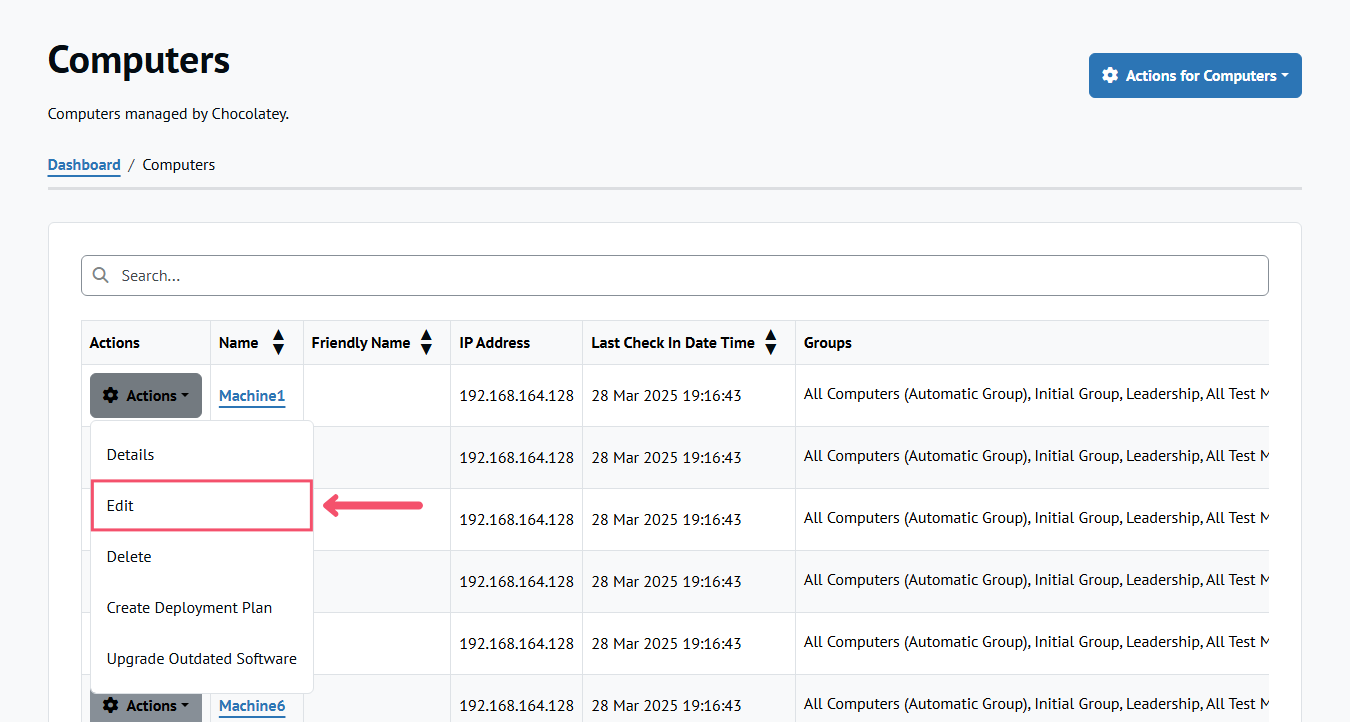 Computers
Actions for Computers
Computers managed by Chocolatey.
Dashboard / Computers
Search...
Actions Name Friendly Name IP Address Last Check In Date Time Groups
Actions Machine1 192.168.164.128 28 Mar 2025 19:16:43 All Computers (Automatic Group), Initial Group, Leadership, All Test M
Details
192.168.164.128 28 Mar 2025 19:16:43 All Computers (Automatic Group), Initial Group, Leadership, All Test M
Edit
192.168.164.128 28 Mar 2025 19:16:43 All Computers (Automatic Group), Initial Group, Leadership, All Test M
Delete
192.168.164.128 28 Mar 2025 19:16:43 All Computers (Automatic Group), Initial Group, Leadership, All Test M
Create Deployment Plan
192.168.164.128 28 Mar 2025 19:16:43 All Computers (Automatic Group), Initial Group, Leadership, All Test M
Upgrade Outdated Software
Actions Machine6 192.168.164.128 28 Mar 2025 19:16:43 All Computers (Automatic Group), Initial Group, Leadership, All Test M